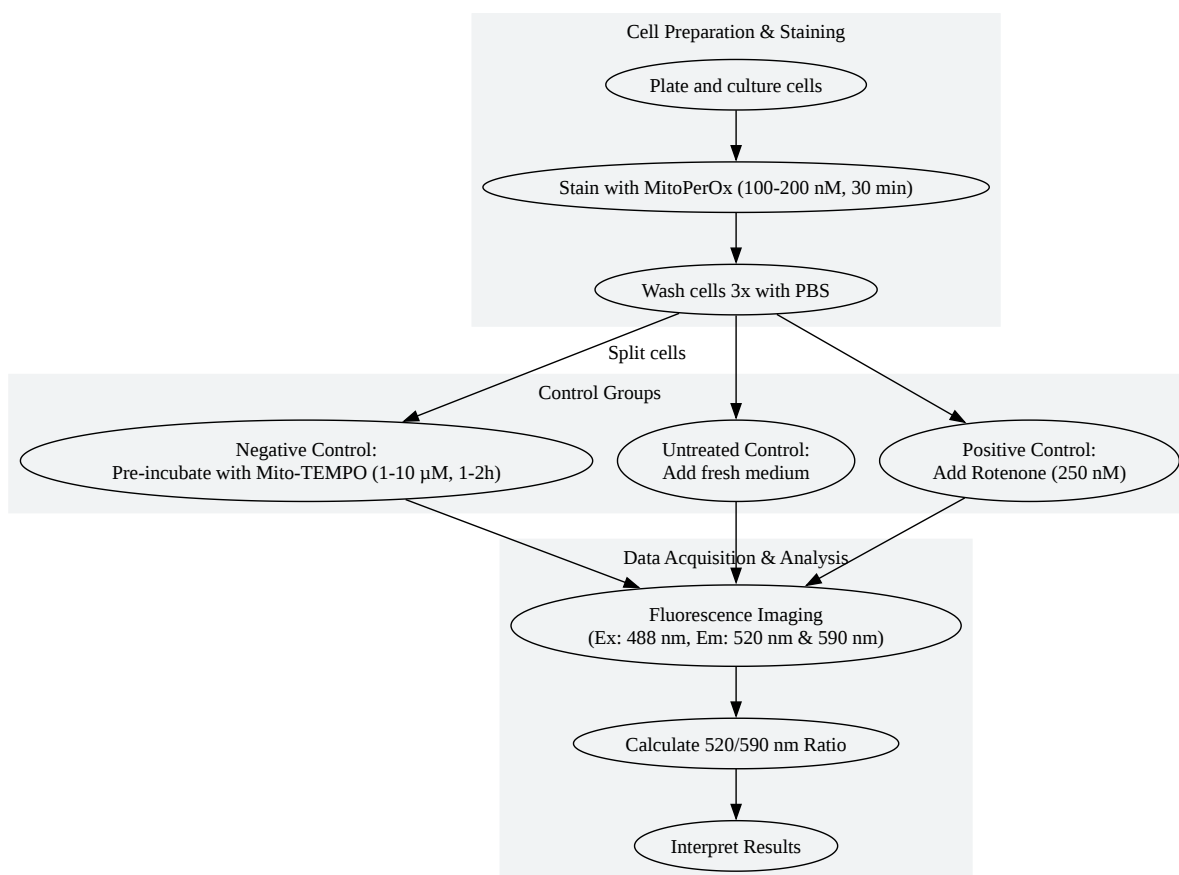 Cell Preparation & Staining
Plate and culture cells
Stain with MitoPerOx (100-200 nM, 30 min)
Wash cells 3x with PBS
Split cells
Control Groups
Negative Control:
Pre-incubate with Mito-TEMPO (1-10 µM, 1-2h)
Untreated Control:
Add fresh medium
Positive Control:
Add Rotenone (250 nM)
Data Acquisition & Analysis
Fluorescence Imaging
(Ex: 488 nm, Em: 520 nm & 590 nm)
Calculate 520/590 nm Ratio
Interpret Results